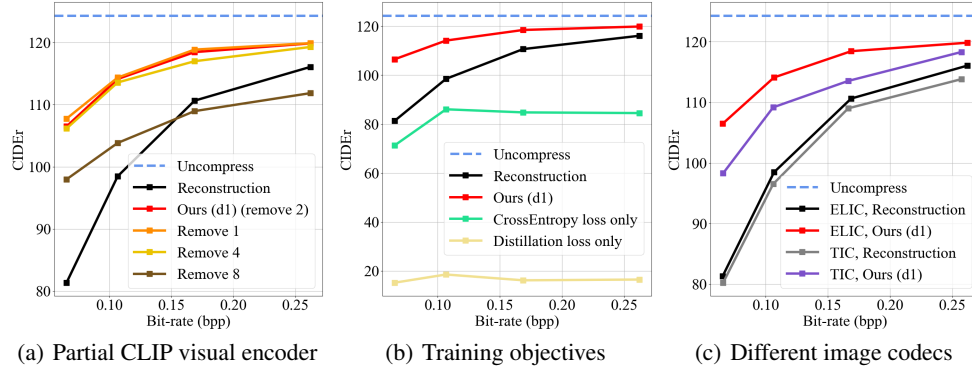 120
110
100
90
80
CIDEr
0.10
0.15
0.20
0.25
Bit-rate (bpp)
Uncompress
Reconstruction
Ours (d1) (remove 2)
Remove 1
Remove 4
Remove 8
(a) Partial CLIP visual encoder
120
100
80
60
40
20
CIDEr
0.10
0.15
0.20
0.25
Bit-rate (bpp)
Uncompress
Reconstruction
Ours (d1)
CrossEntropy loss only
Distillation loss only
(b) Training objectives
120
110
100
90
80
CIDEr
0.10
0.15
0.20
0.25
Bit-rate (bpp)
Uncompress
ELIC, Reconstruction
ELIC, Ours (d1)
TIC, Reconstruction
TIC, Ours (d1)
(c) Different image codecs